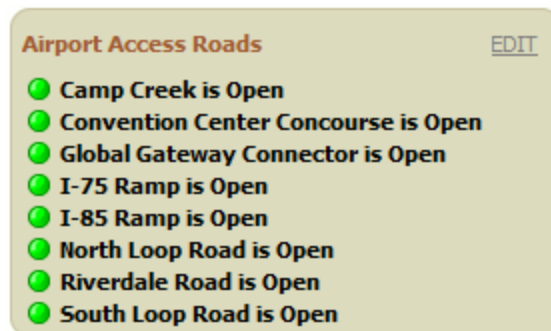 Airport Access Roads EDIT
Camp Creek is Open
Convention Center Concourse is Open
Global Gateway Connector is Open
I-75 Ramp is Open
I-85 Ramp is Open
North Loop Road is Open
Riverdale Road is Open
South Loop Road is Open